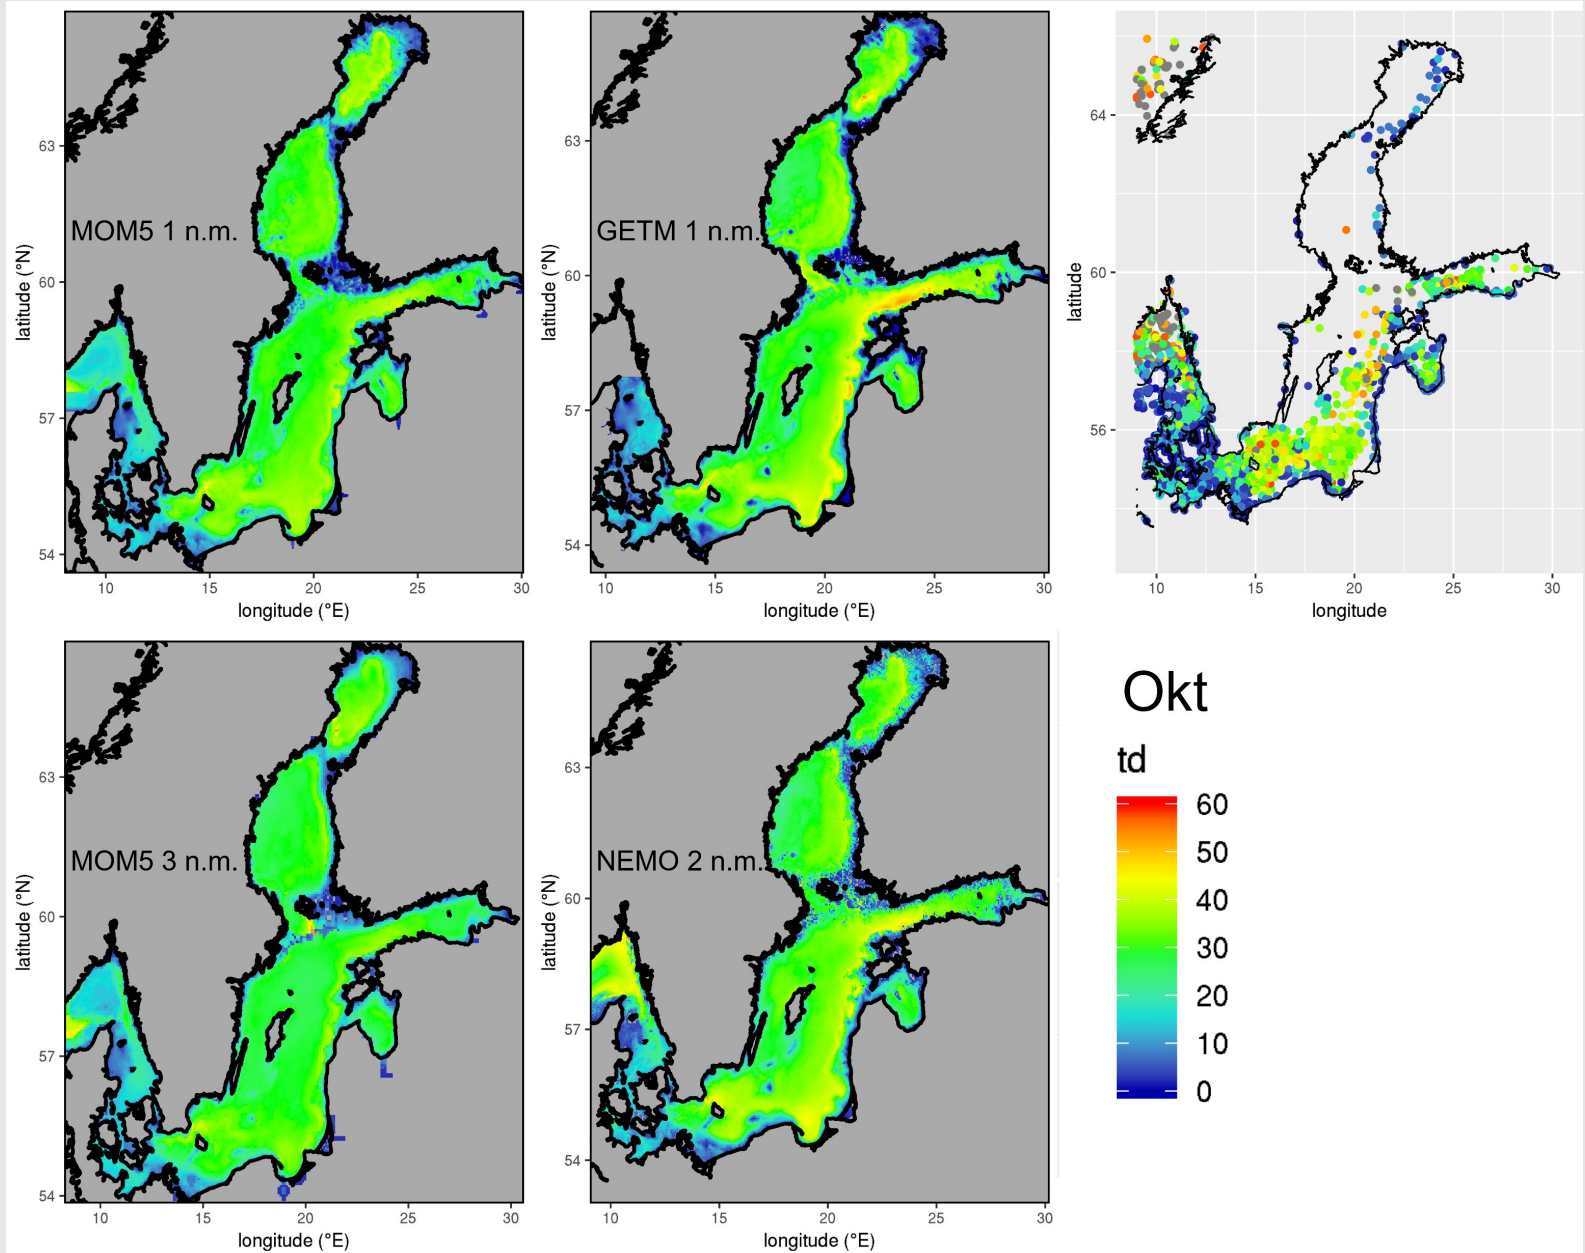 MOM5 1 n.m.
latitude (°N)
63
60
57
54
10 15 20 25 30
longitude (°E)
GETM 1 n.m.
latitude (°N)
63
60
57
54
10 15 20 25 30
longitude (°E)
latitude
64
60
56
10 15 20 25 30
longitude
MOM5 3 n.m.
latitude (°N)
63
60
57
54
10 15 20 25 30
longitude (°E)
NEMO 2 n.m.
latitude (°N)
63
60
57
54
10 15 20 25 30
longitude (°E)
Okt
td
60
50
40
30
20
10
0